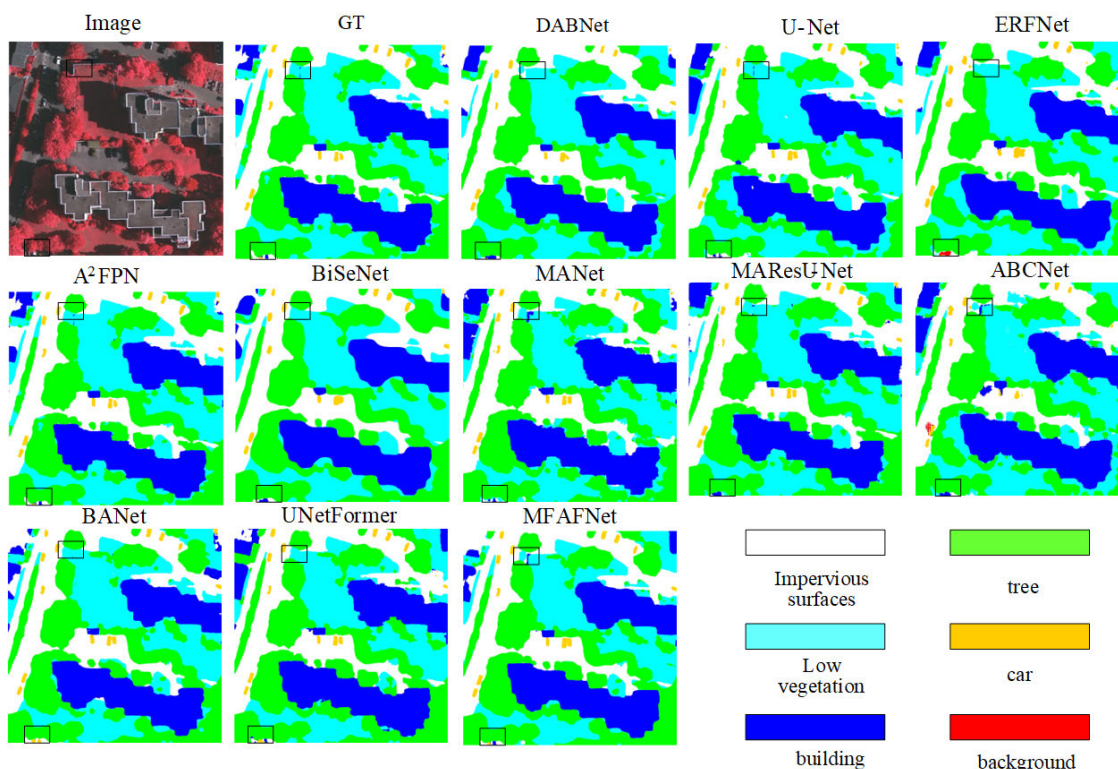 Image
GT
DABNet
U-Net
ERFNet
A²FPN
BiSeNet
MANet
MAResU-Net
ABCNet
BANet
UNetFormer
MFAFNet
Impervious
surfaces
tree
Low
vegetation
car
building
background